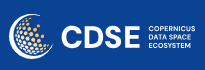 CDSE
COPERNICUS
DATA SPACE
ECOSYSTEM